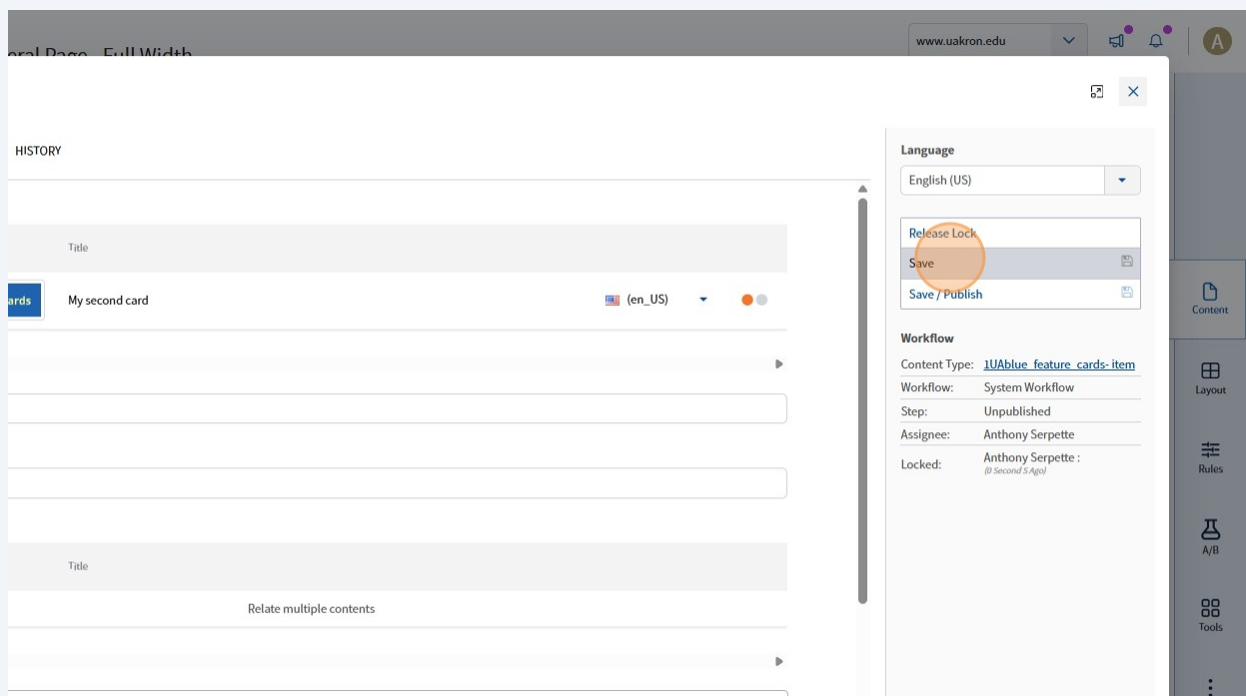 eral Page - Full Width
www.uakron.edu
A
HISTORY
Language
English (US)
Title
Release Lock
Save
Save / Publish
ards
My second card
(en_US)
Content
Workflow
Content Type: 1UAblue_feature_cards-item
Workflow: System Workflow
Step: Unpublished
Assignee: Anthony Serpette
Locked: Anthony Serpette :
(0 Second S Ago)
Layout
Rules
A/B
Title
Relate multiple contents
Tools